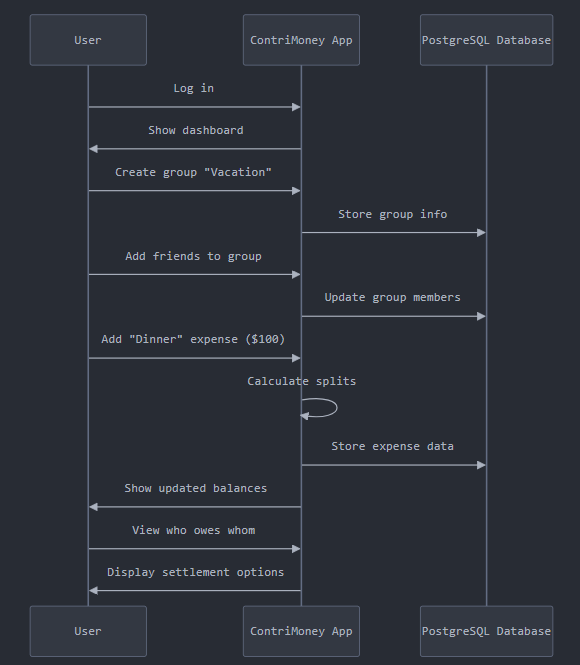 User
ContriMoney App
PostgreSQL Database
Log in
Show dashboard
Create group "Vacation"
Store group info
Add friends to group
Update group members
Add "Dinner" expense ($100)
Calculate splits
Store expense data
Show updated balances
View who owes whom
Display settlement options
User
ContriMoney App
PostgreSQL Database